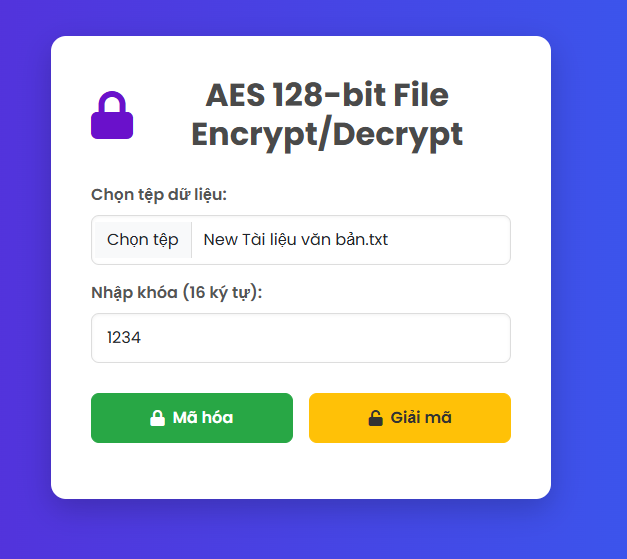 AES 128-bit File
Encrypt/Decrypt
Chọn tệp dữ liệu:
Chọn tệp New Tài liệu văn bản.txt
Nhập khóa (16 ký tự):
1234
Mã hóa Giải mã